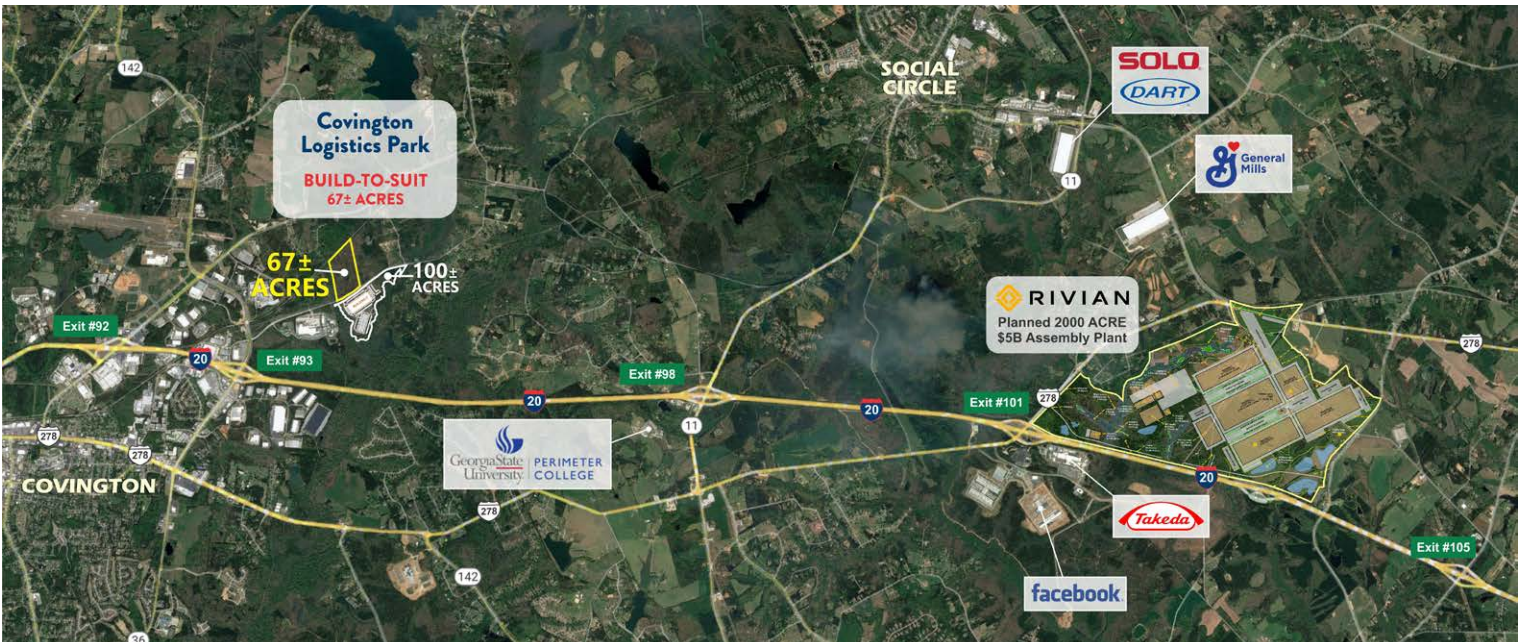 142
Covington
Logistics Park
BUILD-TO-SUIT
67± ACRES
SOCIAL
CIRCLE
SOLO
DART
11
General
Mills
67±
ACRES
100±
ACRES
RIVIAN
Planned 2000 ACRE
$5B Assembly Plant
Exit #92
20
Exit #93
Exit #98
20
20
Exit #101
278
278
11
278
278
GeorgiaState
University
PERIMETER
COLLEGE
COVINGTON
278
20
Takeda
Exit #105
142
facebook
36